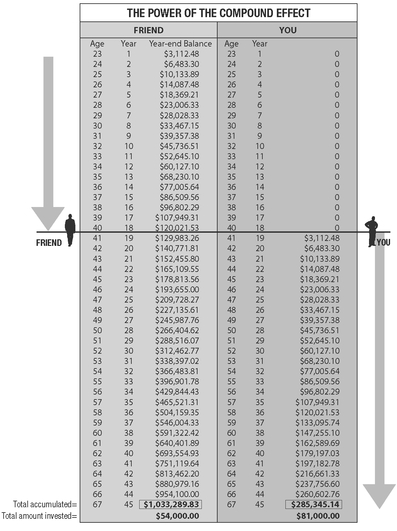 THE POWER OF THE COMPOUND EFFECT
FRIEND YOU
Age Year Year-end Balance Age Year
23 1 $3,112.48 23 1 0
24 2 $6,483.30 24 2 0
25 3 $10,133.89 25 3 0
26 4 $14,087.48 26 4 0
27 5 $18,369.21 27 5 0
28 6 $23,006.33 28 6 0
29 7 $28,028.33 29 7 0
30 8 $33,467.15 30 8 0
31 9 $39,357.38 31 9 0
32 10 $45,736.51 32 10 0
33 11 $52,645.10 33 11 0
34 12 $60,127.10 34 12 0
35 13 $68,230.10 35 13 0
36 14 $77,005.64 36 14 0
37 15 $86,509.56 37 15 0
38 16 $96,802.29 38 16 0
39 17 $107,949.31 39 17 0
40 18 $120,021.53 40 18 0
FRIEND 41 19 $129,983.26 41 19 $3,112.48 YOU
42 20 $140,771.81 42 20 $6,483.30
43 21 $152,455.80 43 21 $10,133.89
44 22 $165,109.55 44 22 $14,087.48
45 23 $178,813.56 45 23 $18,369.21
46 24 $193,655.00 46 24 $23,006.33
47 25 $209,728.27 47 25 $28,028.33
48 26 $227,135.61 48 26 $33,467.15
49 27 $245,987.76 49 27 $39,357.38
50 28 $266,404.62 50 28 $45,736.51
51 29 $288,516.07 51 29 $52,645.10
52 30 $312,462.77 52 30 $60,127.10
53 31 $338,397.02 53 31 $68,230.10
54 32 $366,483.81 54 32 $77,005.64
55 33 $396,901.78 55 33 $86,509.56
56 34 $429,844.43 56 34 $96,802.29
57 35 $465,521.31 57 35 $107,949.31
58 36 $504,159.35 58 36 $120,021.53
59 37 $546,004.33 59 37 $133,095.74
60 38 $591,322.42 60 38 $147,255.10
61 39 $640,401.89 61 39 $162,589.69
62 40 $693,554.93 62 40 $179,197.03
63 41 $751,119.64 63 41 $197,182.78
64 42 $813,462.20 64 42 $216,661.33
65 43 $880,979.16 65 43 $237,756.60
66 44 $954,100.00 66 44 $260,602.76
Total accumulated= 67 45 $1,033,289.83 67 45 $285,345.14
Total amount invested= $54,000.00 $81,000.00